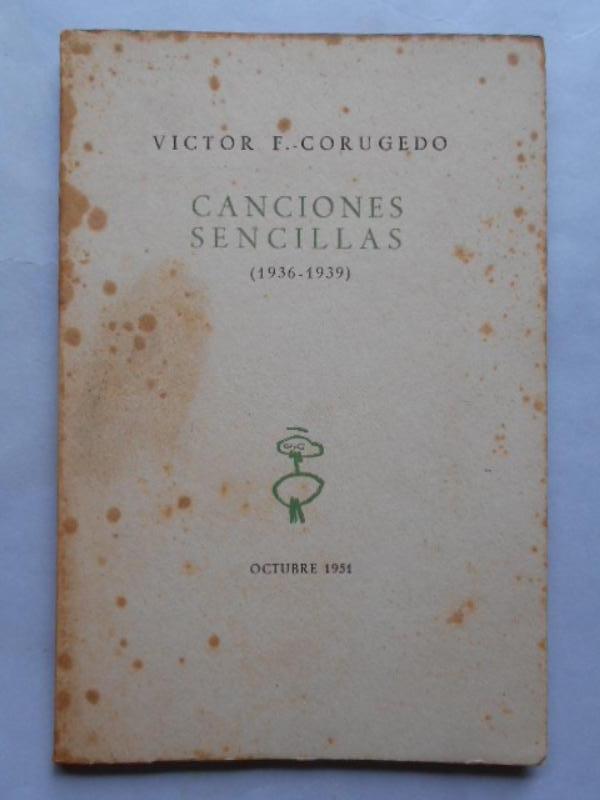 VICTOR F.-CORUGEDO
CANCIONES
SENCILLAS
(1936-1939)
OCTUBRE 1951